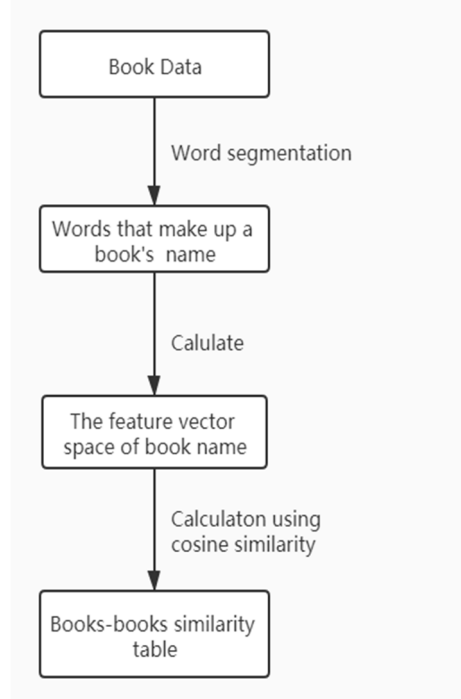 Book Data
Word segmentation
Words that make up a
book's name
Calulate
The feature vector
space of book name
Calculaton using
cosine similarity
Books-books similarity
table